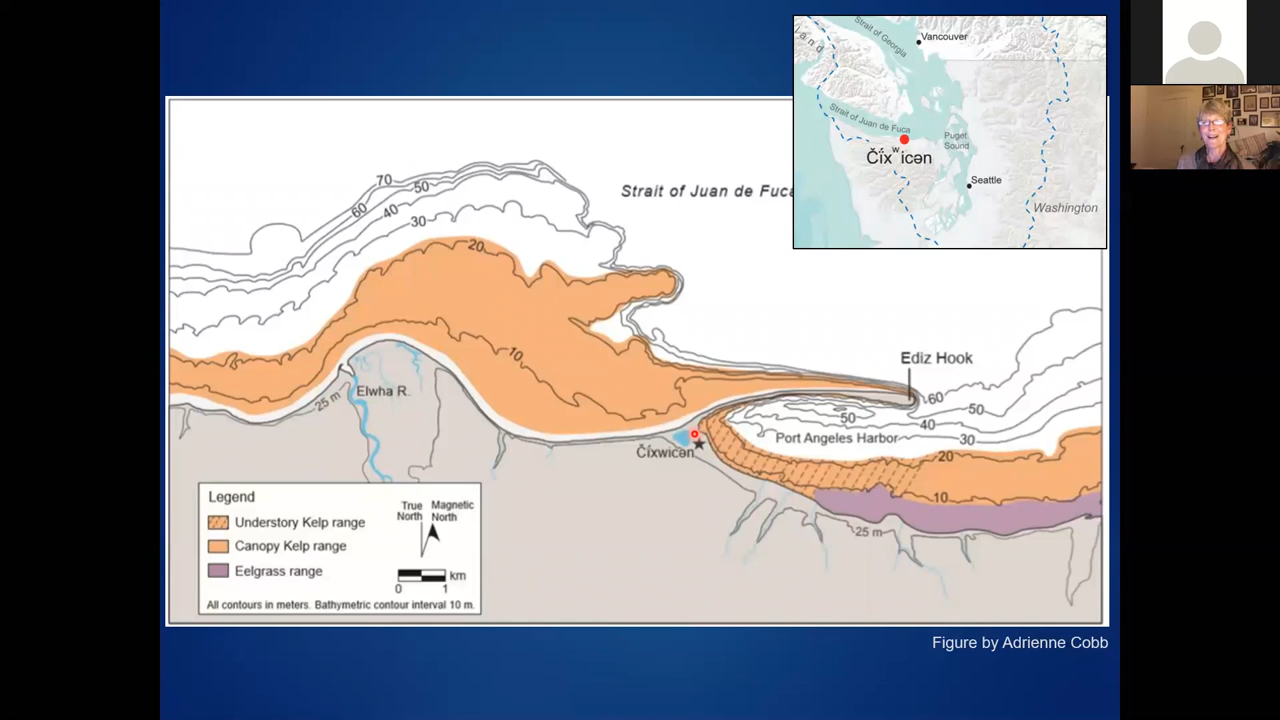 Strait of Georgia
Vancouver
land
Strait of Juan de Fuca
Puget
Sound
Čḯxʷicən
Seattle
Washington
Strait of Juan de Fuca
70
60
50
40
30
20
10
Ediz Hook
60
50
50
40
30
20
10
Port Angeles Harbor
Elwha R.
25 m
Čḯxwicən
25 m
Legend
Understory Kelp range
Canopy Kelp range
Eelgrass range
True North
Magnetic North
km
0 1
All contours in meters. Bathymetric contour interval 10 m.
Figure by Adrienne Cobb